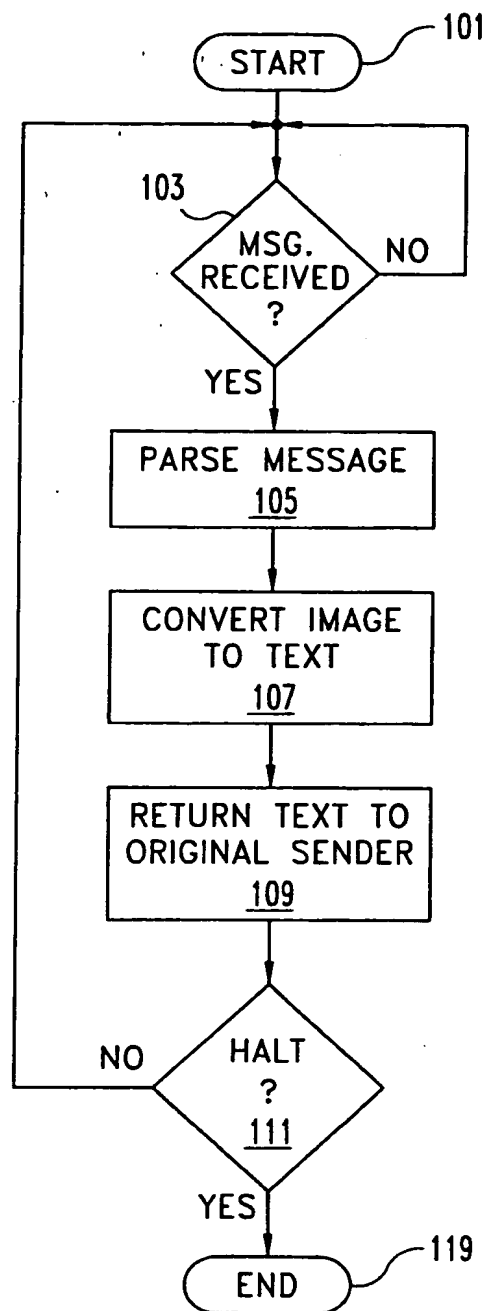 101
START
103
MSG.
RECEIVED
?
NO
YES
PARSE MESSAGE
105
CONVERT IMAGE
TO TEXT
107
RETURN TEXT TO
ORIGINAL SENDER
109
NO
HALT
?
111
YES
END
119